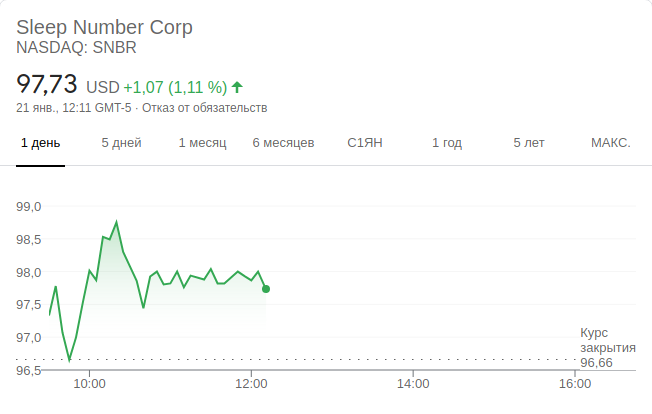 Sleep Number Corp
NASDAQ: SNBR
97,73 USD +1,07 (1,11 %)
21 янв., 12:11 GMT-5 · Отказ от обязательств
1 день 5 дней 1 месяц 6 месяцев С1ЯН 1 год 5 лет МАКС.
99,0
98,5
98,0
97,5
97,0
96,5
Курс
закрытия
96,66
10:00 12:00 14:00 16:00